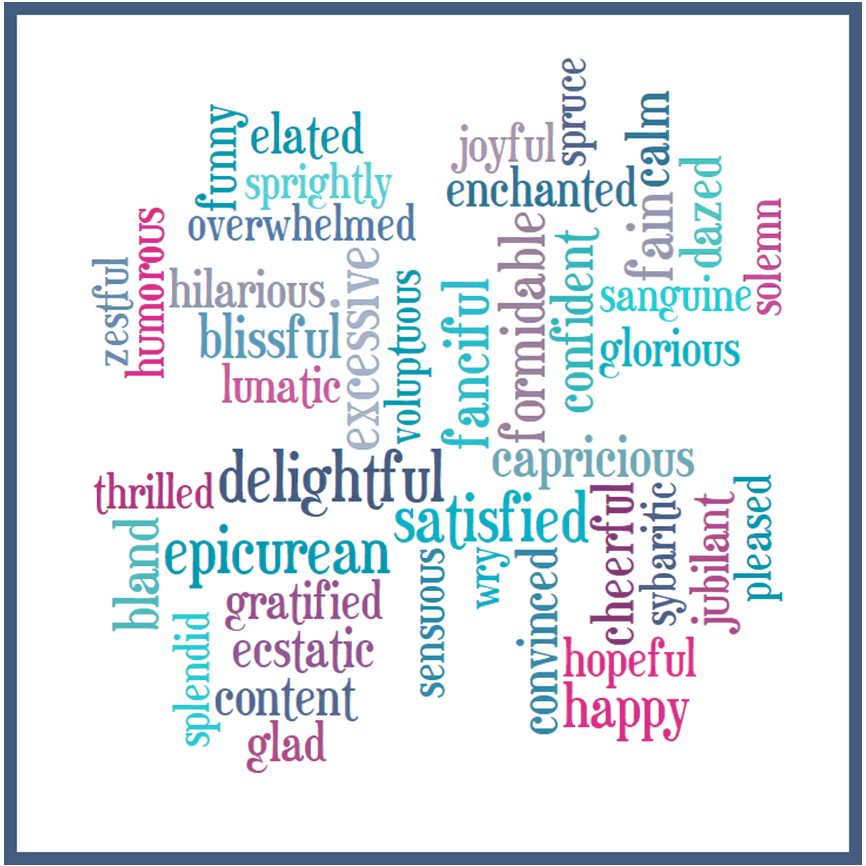 spruce
calm
funny
elated
joyful
sprightly
enchanted
dazed
fain
solemn
overwhelmed
humorous
formidable
confident
zestful
hilarious
excessive
voluptuous
fanciful
sanguine
blissful
glorious
lunatic
delightful
capricious
thrilled
satisfied
cheerful
sybaritic
jubilant
pleased
bland
epicurean
sensuous
wry
convinced
gratified
splendid
ecstatic
hopeful
content
happy
glad